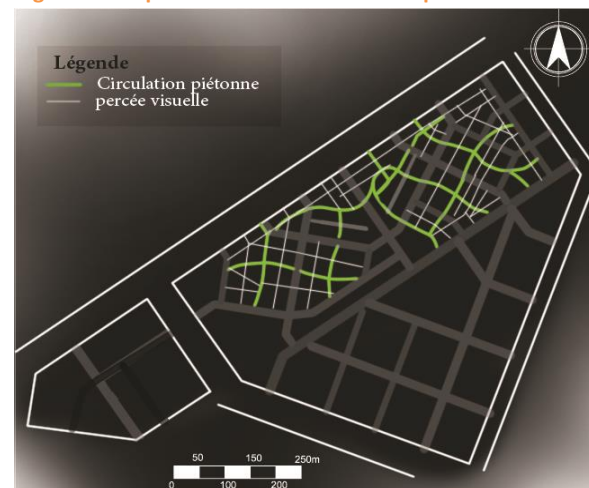 Légende
Circulation piétonne
percée visuelle
50 150 250m
0 100 200